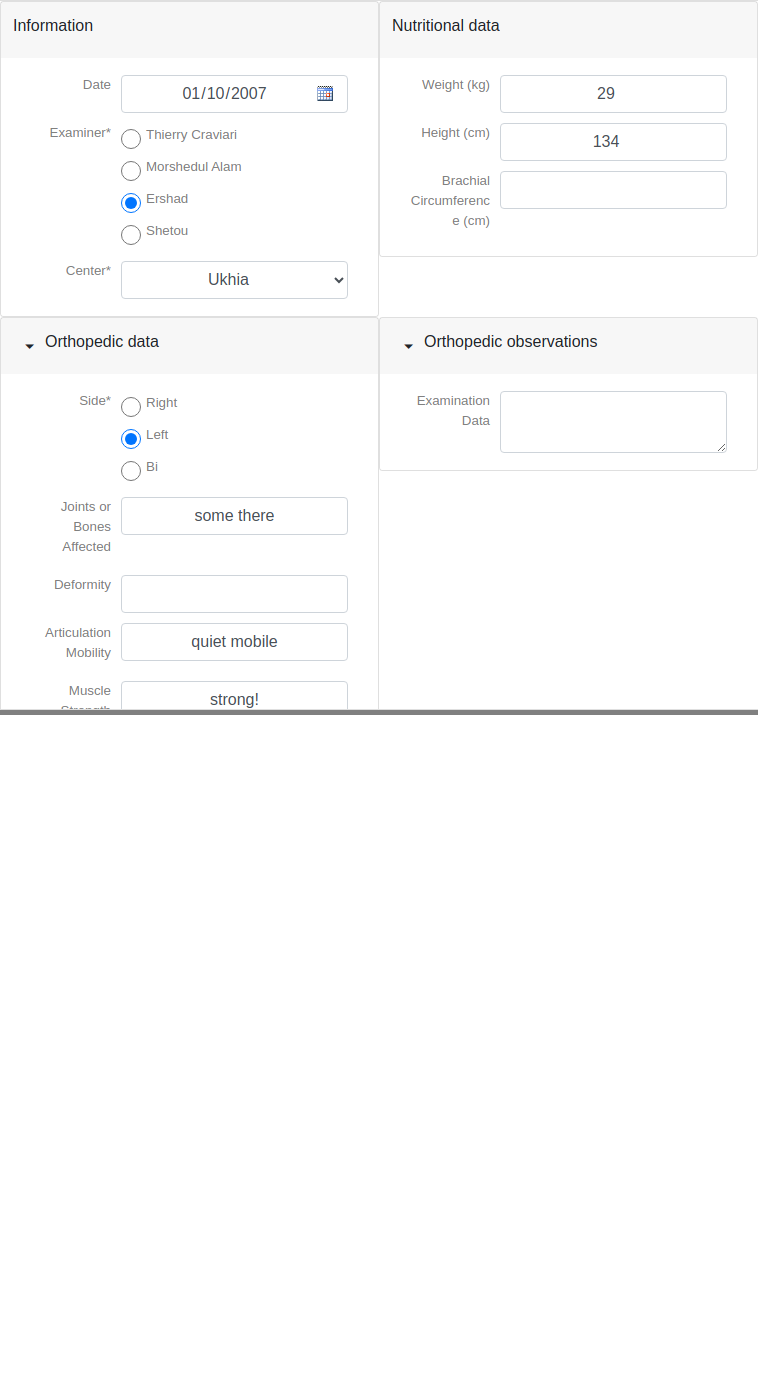 Information
Date
01/10/2007
Examiner*
Thierry Craviari
Morshedul Alam
Ershad
Shetou
Center*
Ukhia
Nutritional data
Weight (kg)
29
Height (cm)
134
Brachial
Circumferenc
e (cm)
Orthopedic data
Side*
Right
Left
Bi
Joints or
Bones
Affected
some there
Deformity
Articulation
Mobility
quiet mobile
Muscle
Strength
strong!
Orthopedic observations
Examination
Data